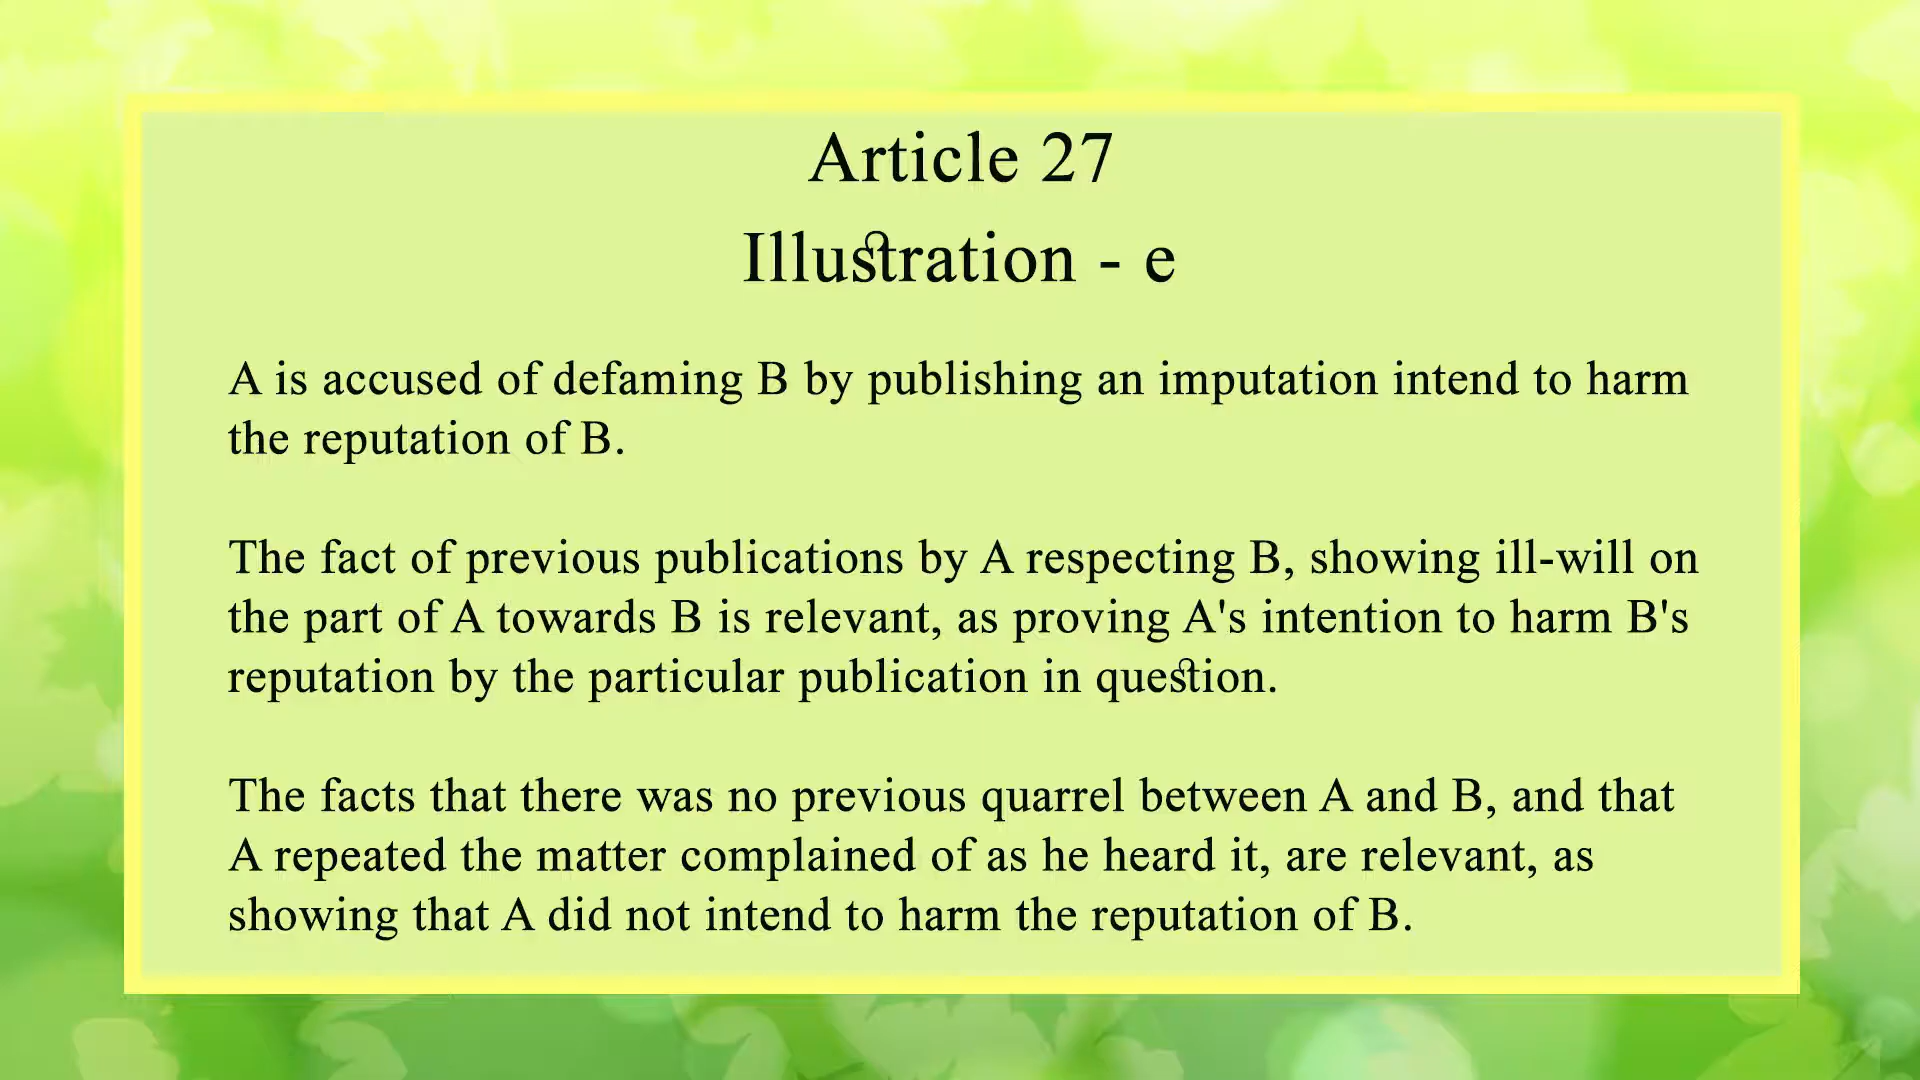 Article 27
Illustration - e
A is accused of defaming B by publishing an imputation intend to harm
the reputation of B.
The fact of previous publications by A respecting B, showing ill-will on
the part of A towards B is relevant, as proving A's intention to harm B's
reputation by the particular publication in question.
The facts that there was no previous quarrel between A and B, and that
A repeated the matter complained of as he heard it, are relevant, as
showing that A did not intend to harm the reputation of B.